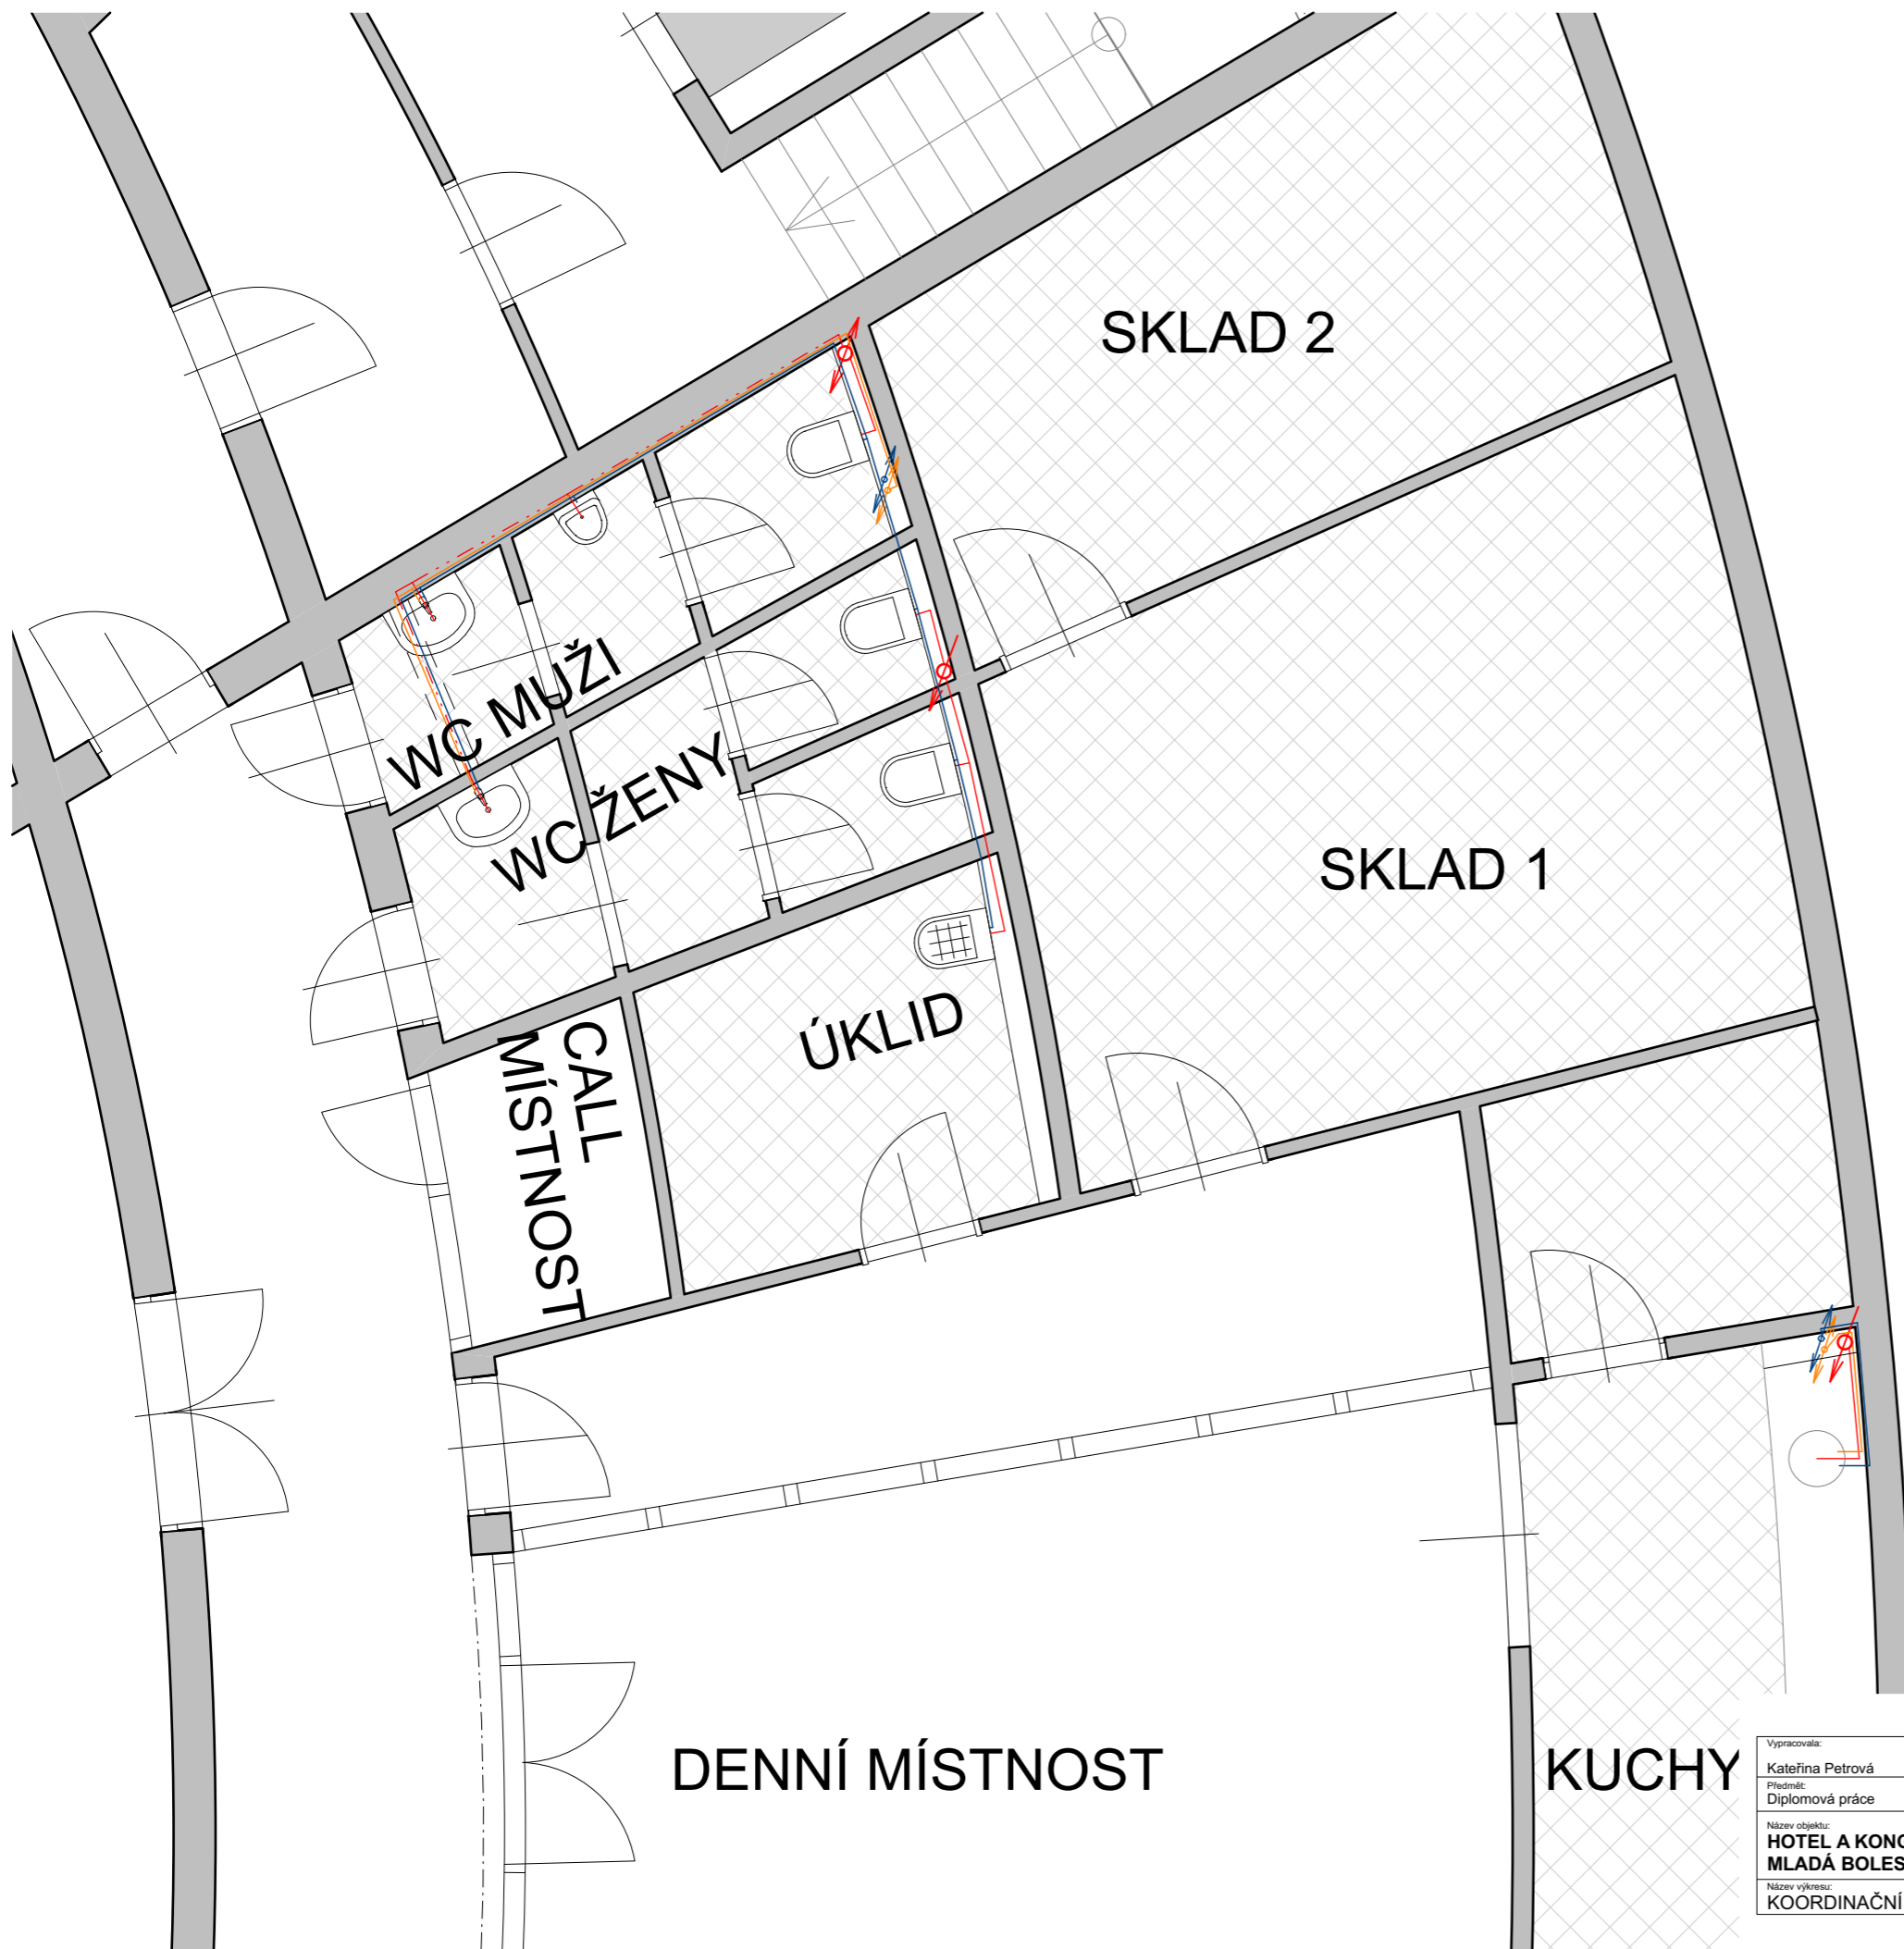 SKLAD 2
WC MUŽI
WC ŽENY
SKLAD 1
ÚKLID
CALL
MÍSTNOST
DENNÍ MÍSTNOST
KUCHY
Vypracovala:
Kateřina Petrová
Předmět:
Diplomová práce
Název objektu:
HOTEL A KONG
MLADÁ BOLES
Název výkresu:
KOORDINAČNÍ